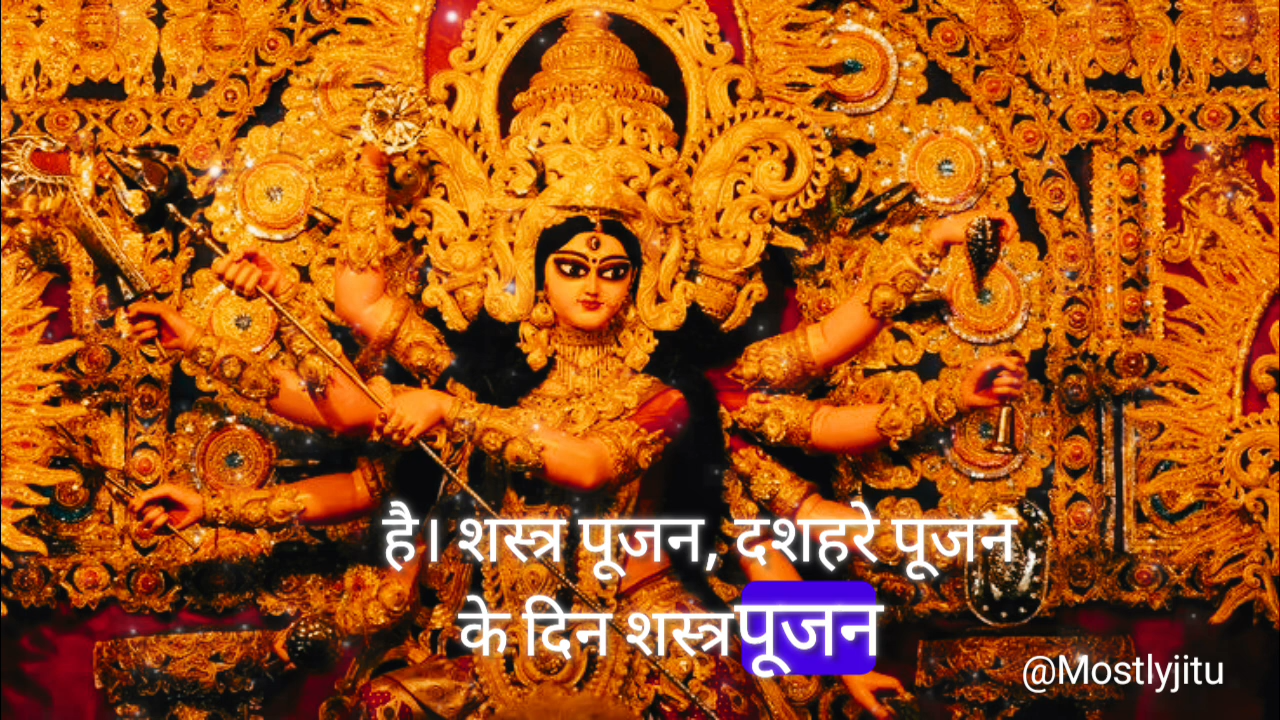 है। शस्त्र पूजन, दशहरे पूजन
के दिन शस्त्र पूजन
@Mostlyjitu